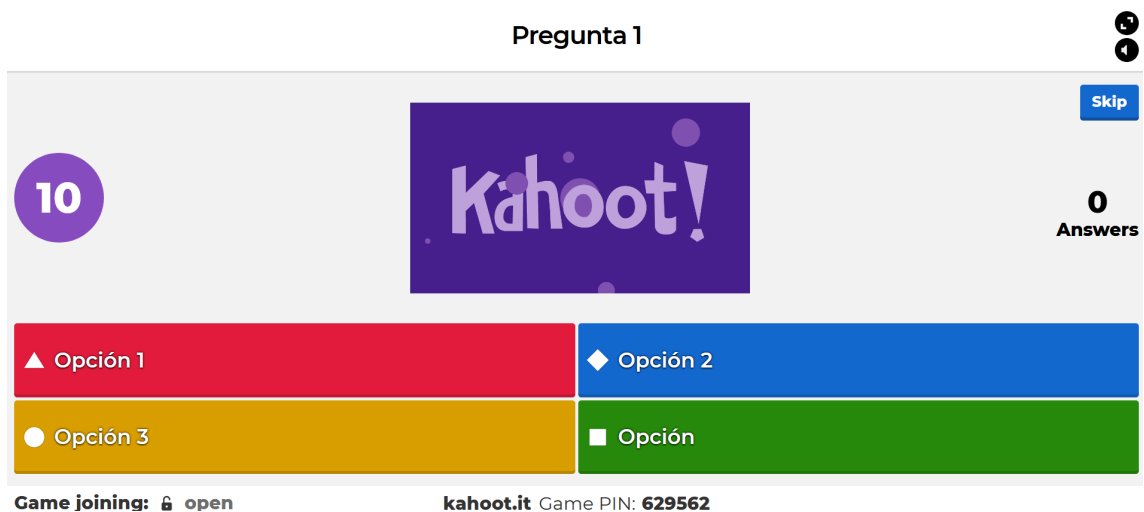 Pregunta 1
Skip
10
Kahoot!
0
Answers
Opción 1
Opción 2
Opción 3
Opción
Game joining: open
kahoot.it Game PIN: 629562